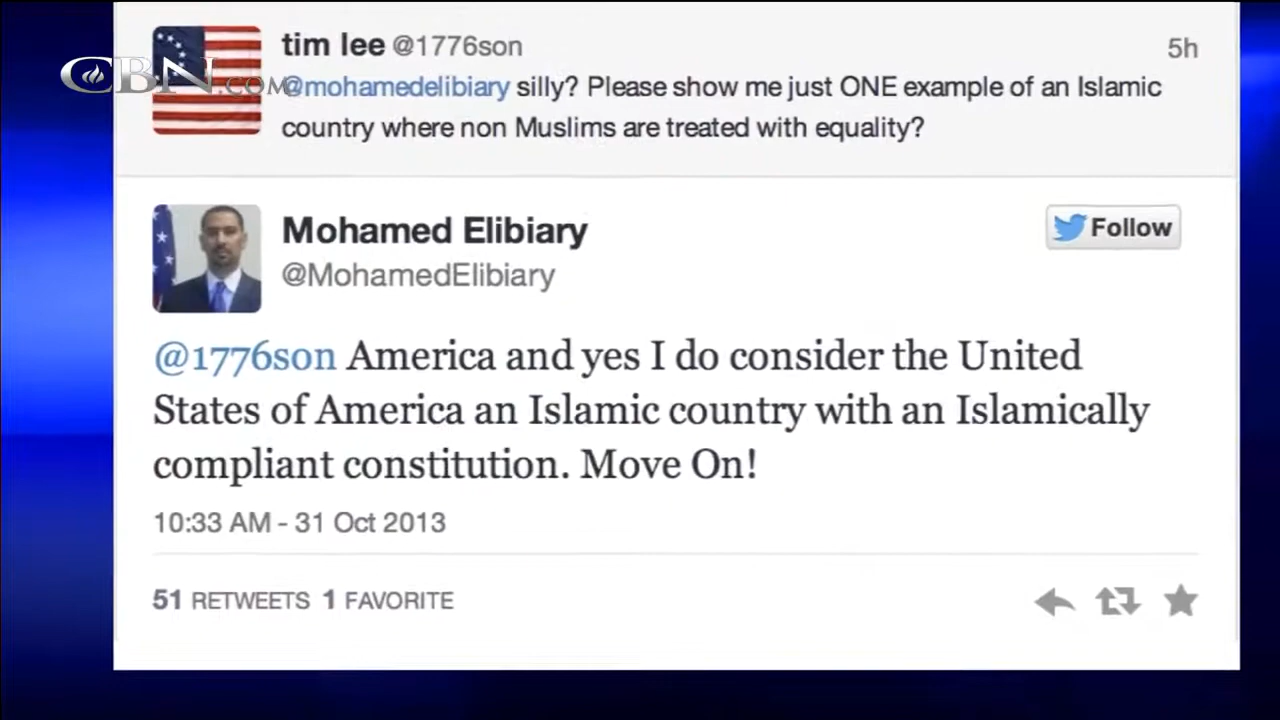 CBN.com
tim lee @1776son 5h
@mohamedelibiary silly? Please show me just ONE example of an Islamic
country where non Muslims are treated with equality?
Mohamed Elibiary
Follow
@MohamedElibiary
@1776son America and yes I do consider the United
States of America an Islamic country with an Islamically
compliant constitution. Move On!
10:33 AM - 31 Oct 2013
51 RETWEETS 1 FAVORITE